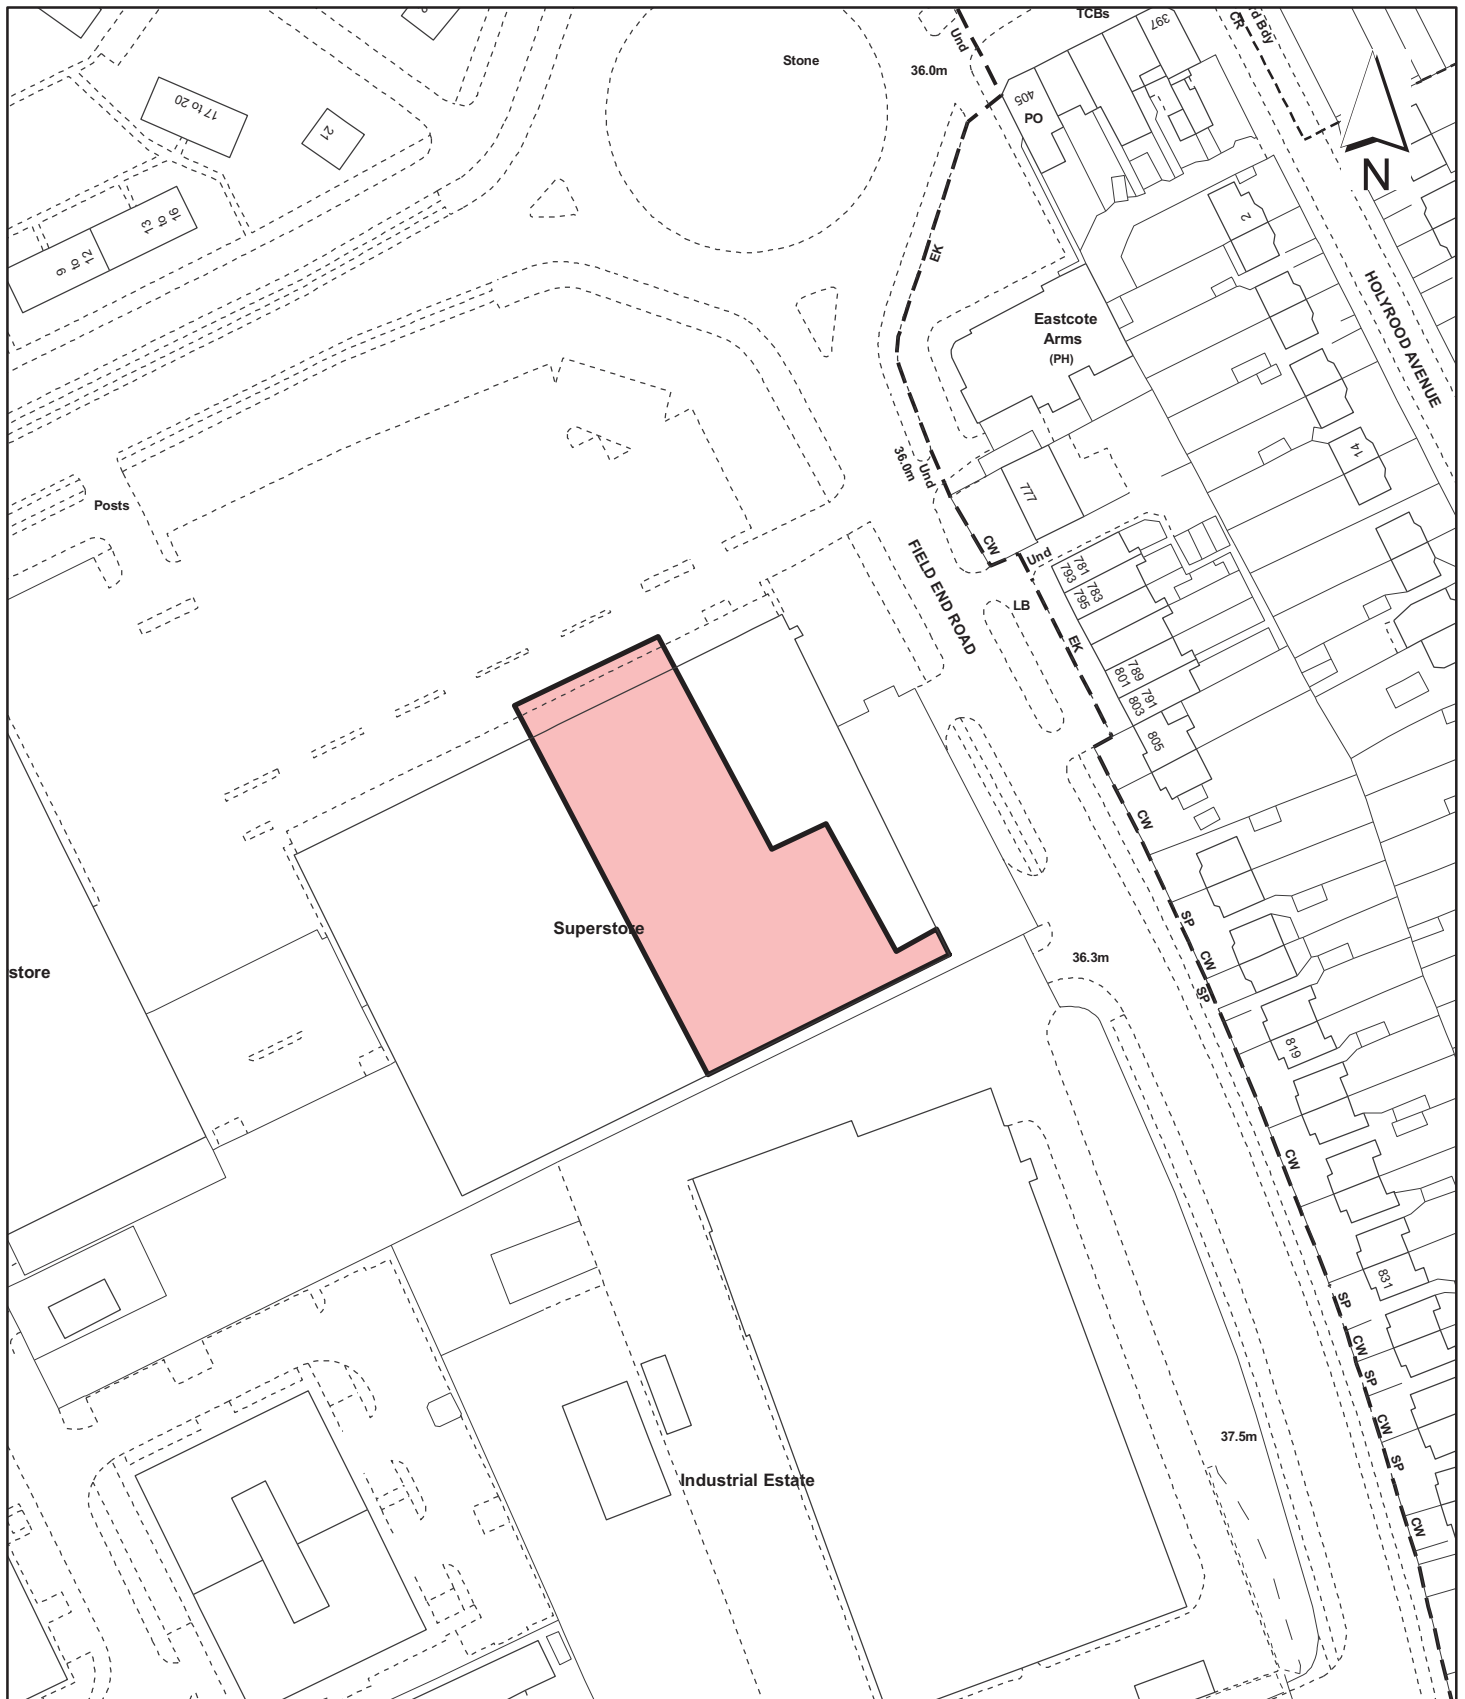 TCBs
397
CR
rd Bdy
Und
Stone
36.0m
405
PO
17 to 20
21
N
16
to
13
12
to
9
2
EK
HOLYROOD AVENUE
Eastcote
Arms
(PH)
14
36.0m
Und
777
Posts
CW
Und
FIELD END ROAD
781
793
783
795
LB
EK
789
801
791
803
805
CW
Superstore
SP
36.3m
CW
store
SP
819
CW
831
SP
CW
SP
CW
37.5m
SP
Industrial Estate
CW